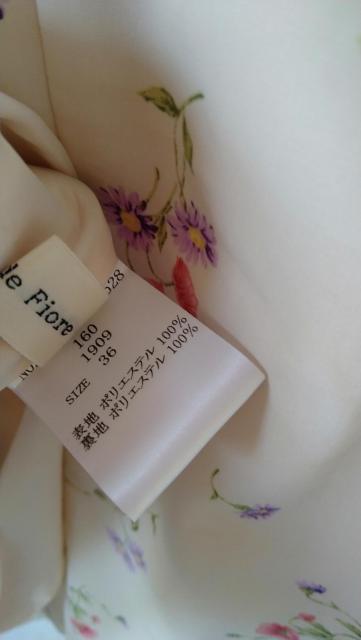 le Fiore
528
160
1909
SIZE 36
表地 ポリエステル 100%
裏地 ポリエステル 100%